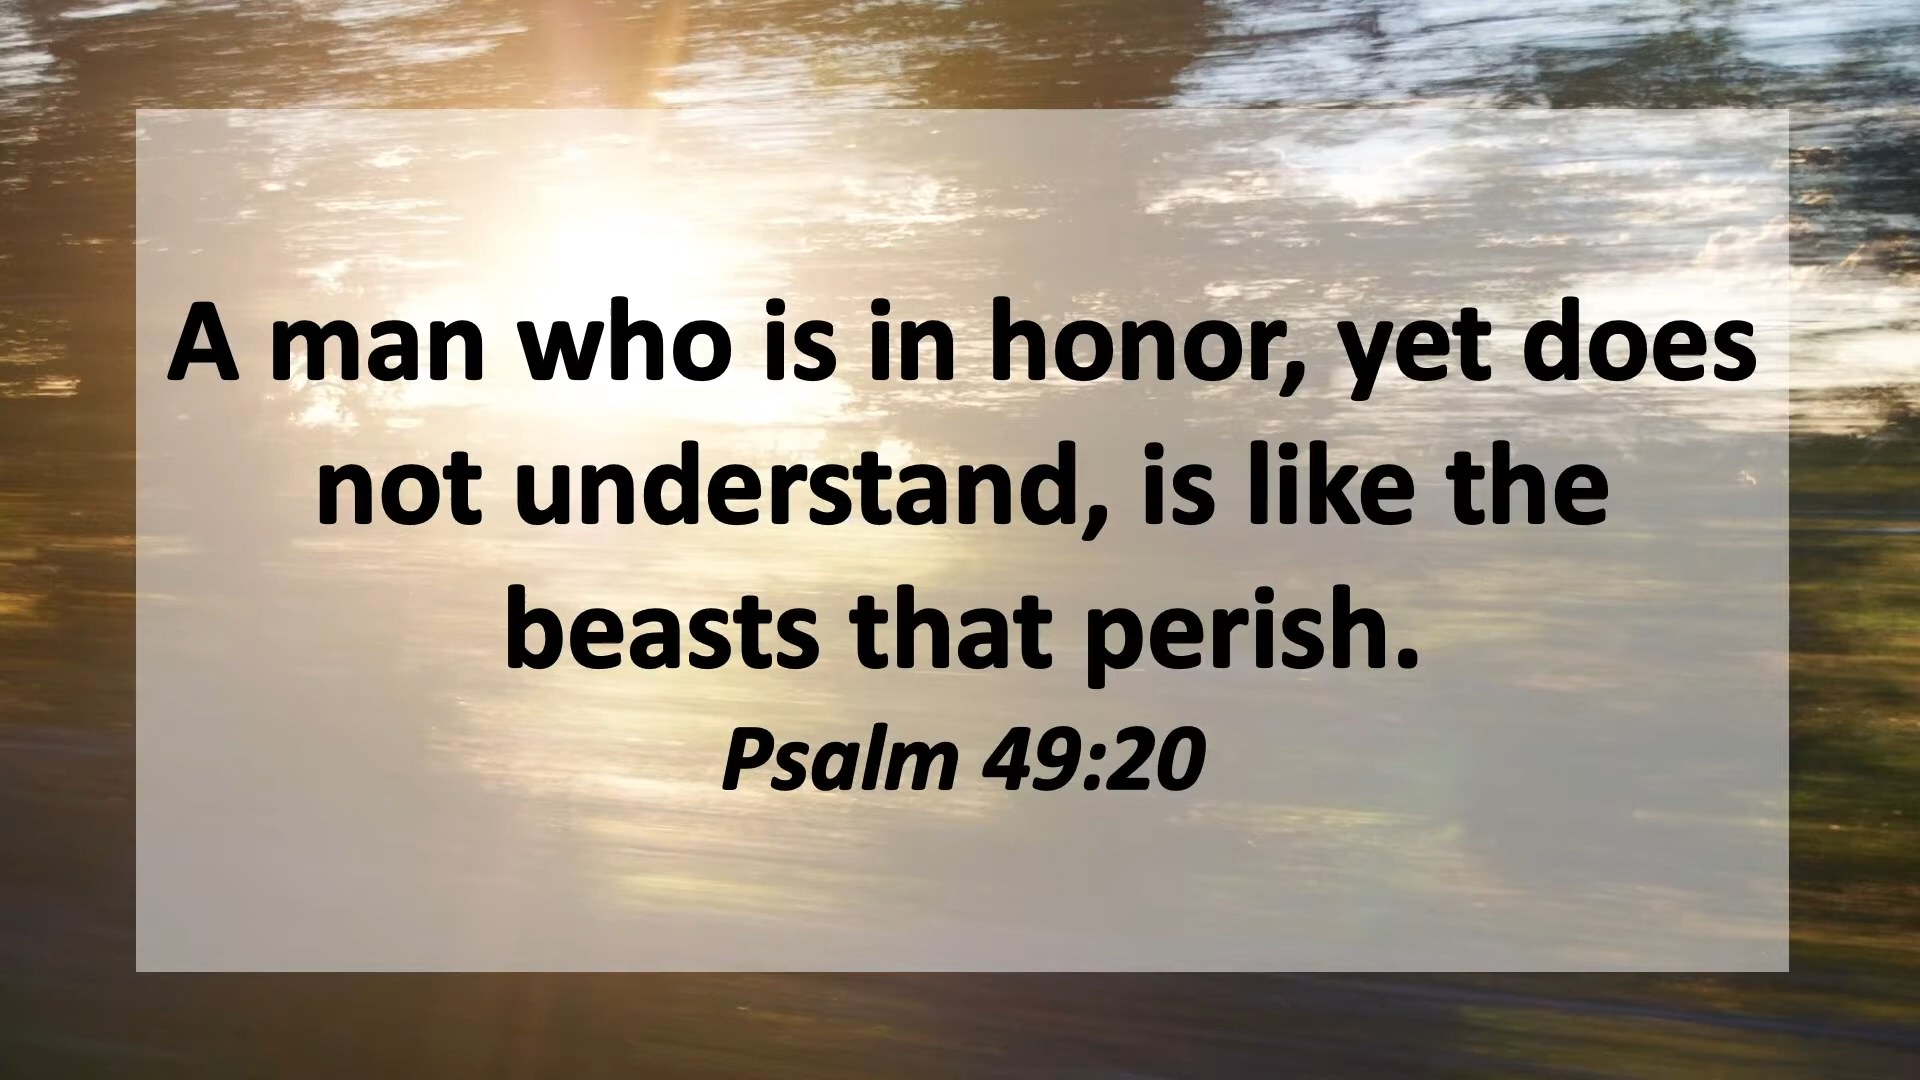 A man who is in honor, yet does
not understand, is like the
beasts that perish.
Psalm 49:20